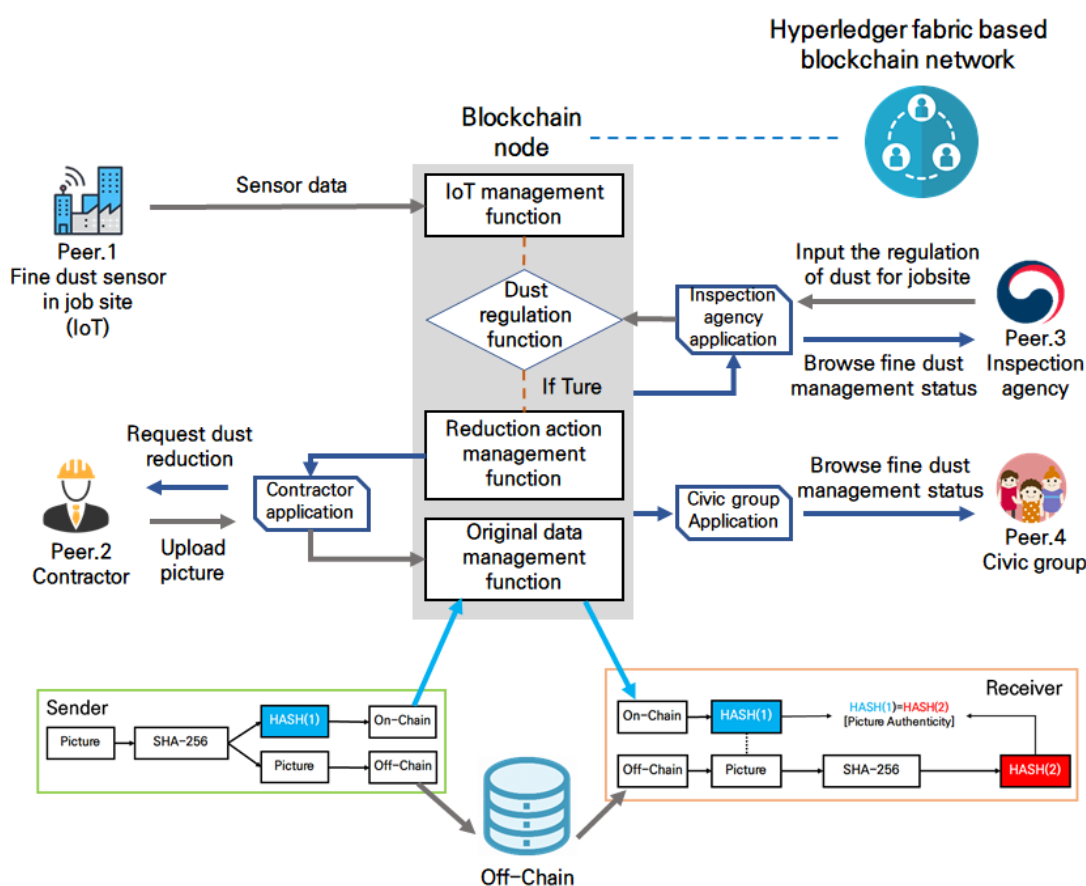 Hyperledger fabric based
blockchain network
Blockchain
node
Sensor data
IoT management
function
Peer.1
Fine dust sensor
in job site
(IoT)
Dust
regulation
function
Inspection
agency
application
Input the regulation
of dust for jobsite
Browse fine dust
management status
Peer.3
Inspection
agency
If Ture
Request dust
reduction
Reduction action
management
function
Contractor
application
Peer.2
Contractor
Upload
picture
Original data
management
function
Civic group
Application
Browse fine dust
management status
Peer.4
Civic group
Sender
Picture
SHA-256
HASH(1)
On-Chain
Picture
Off-Chain
Off-Chain
Receiver
On-Chain
HASH(1)
HASH(1)=HASH(2)
[Picture Authenticity]
Off-Chain
Picture
SHA-256
HASH(2)